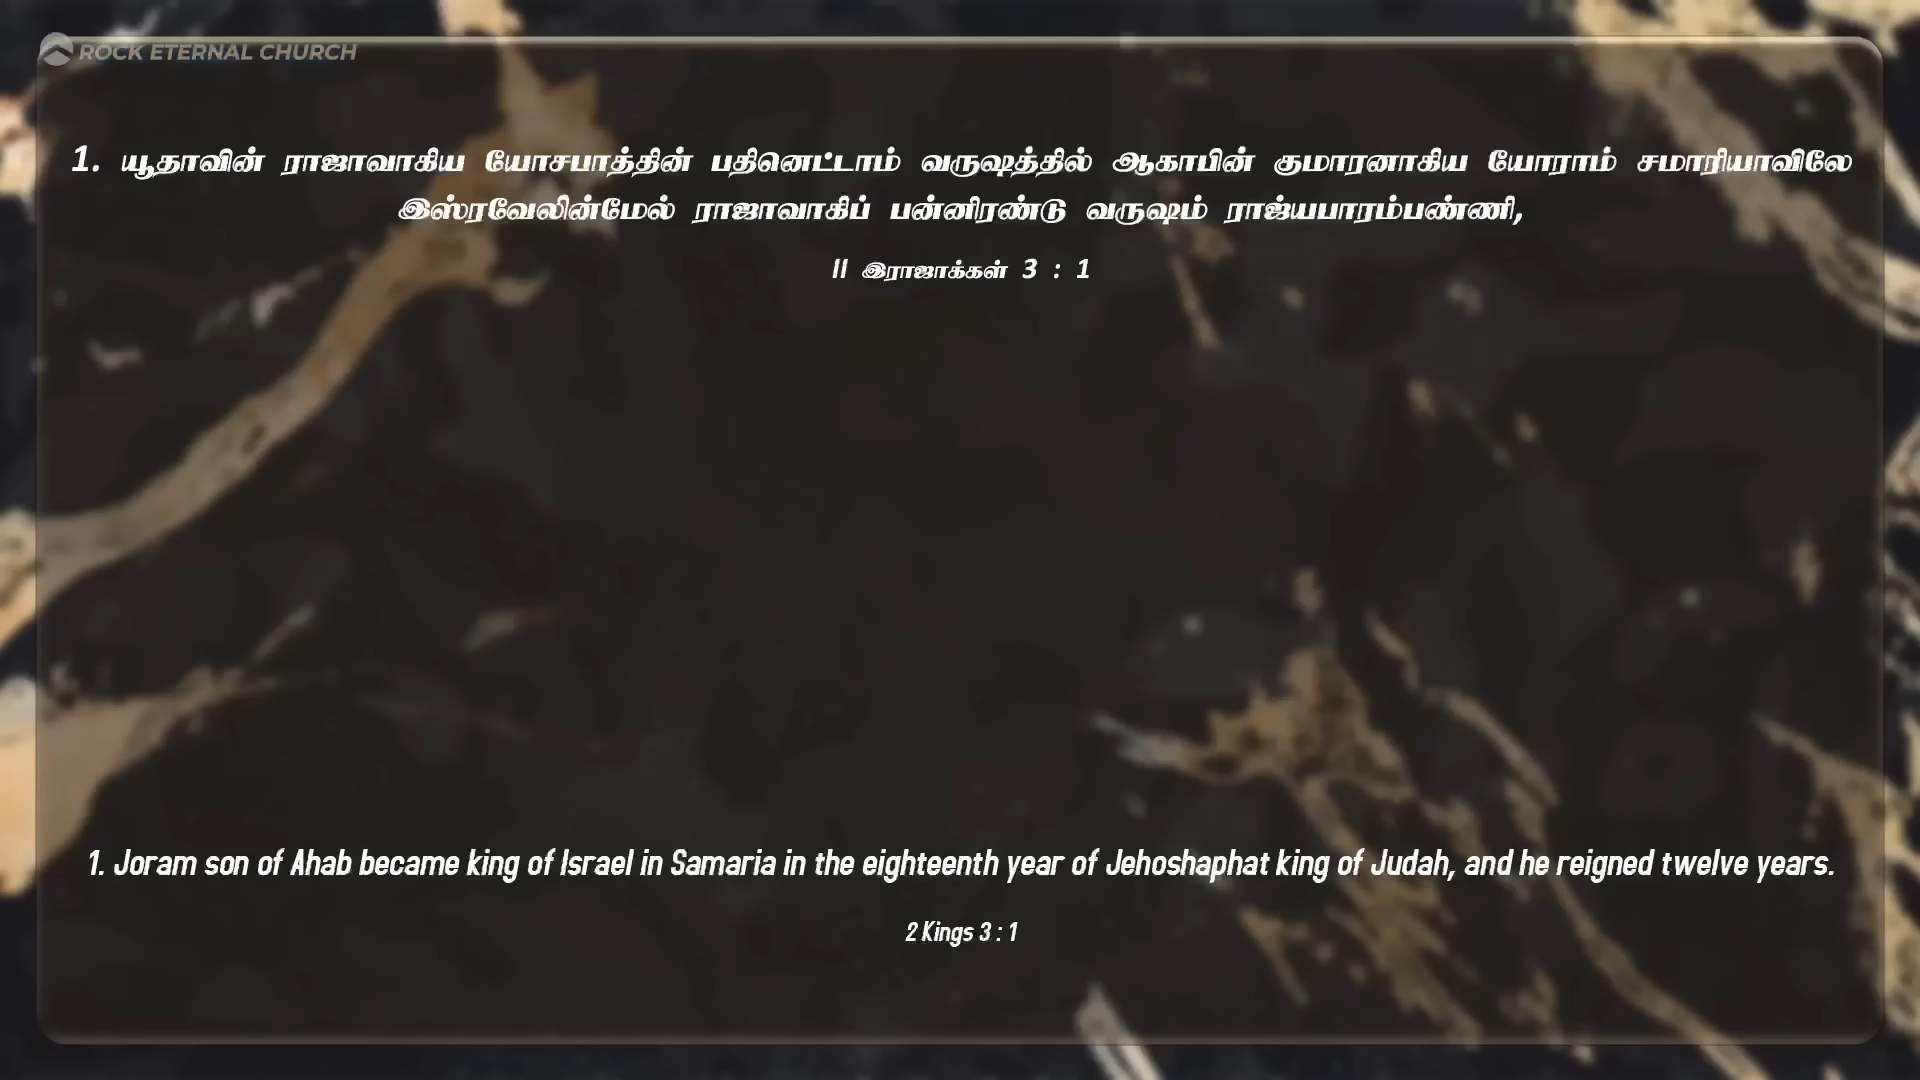 ROCK ETERNAL CHURCH
1. யூதாவின் ராஜாவாகிய யோசபாத்தின் பதினெட்டாம் வருஷத்தில் ஆகாபின் குமாரனாகிய யோராம் சமாரியாவிலே
இஸ்ரவேலின்மேல் ராஜாவாகிப் பன்னிரண்டு வருஷம் ராஜ்யபாரம்பண்ணி,
II இராஜாக்கள் 3 : 1
1. Joram son of Ahab became king of Israel in Samaria in the eighteenth year of Jehoshaphat king of Judah, and he reigned twelve years.
2 Kings 3 : 1